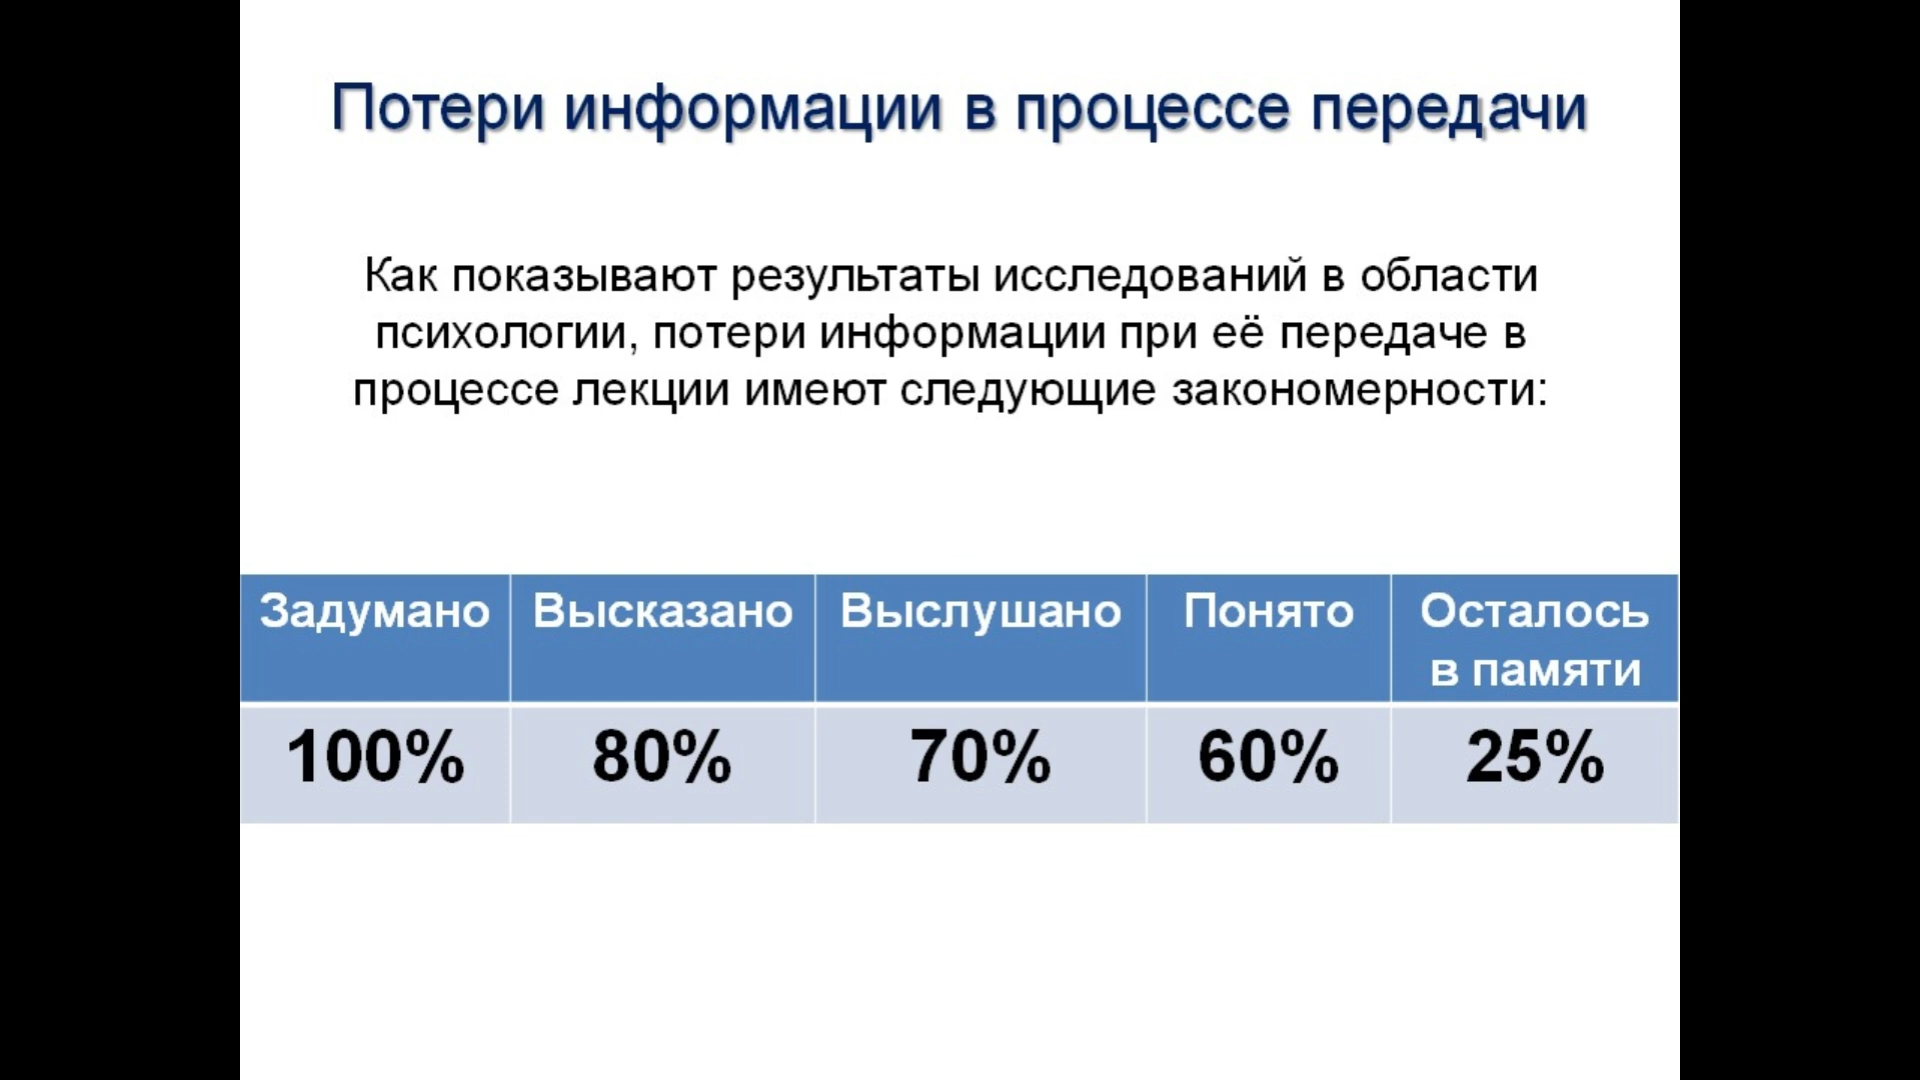 Потери информации в процессе передачи
Как показывают результаты исследований в области
психологии, потери информации при её передаче в
процессе лекции имеют следующие закономерности:
Задумано Высказано Выслушано Понято Осталось
в памяти
100% 80% 70% 60% 25%